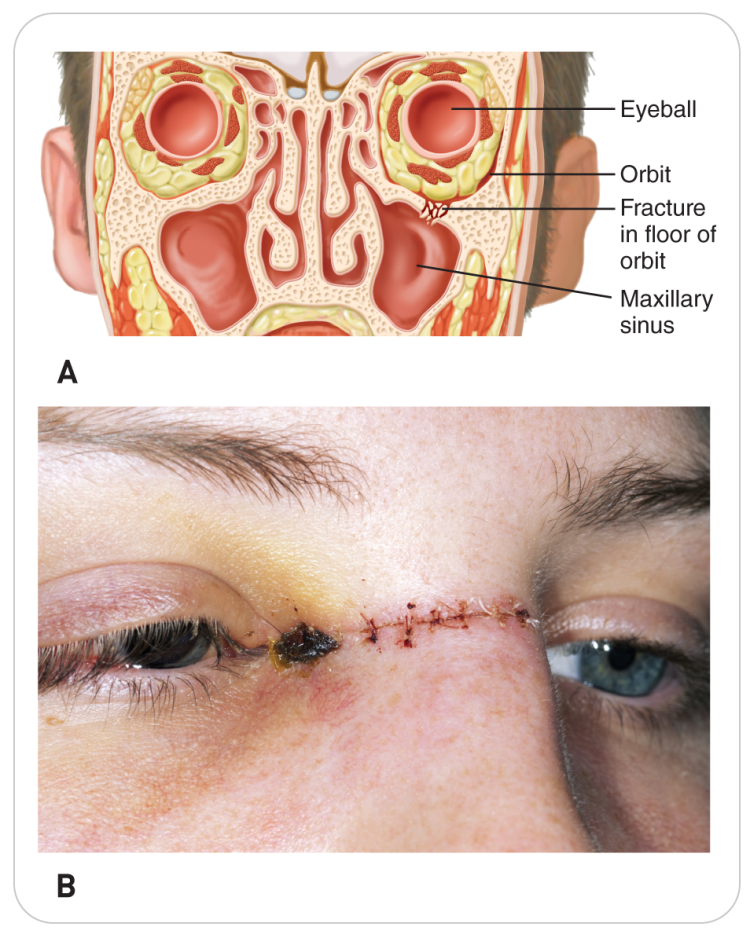 Eyeball
Orbit
Fracture
in floor of
orbit
Maxillary
sinus
A
B